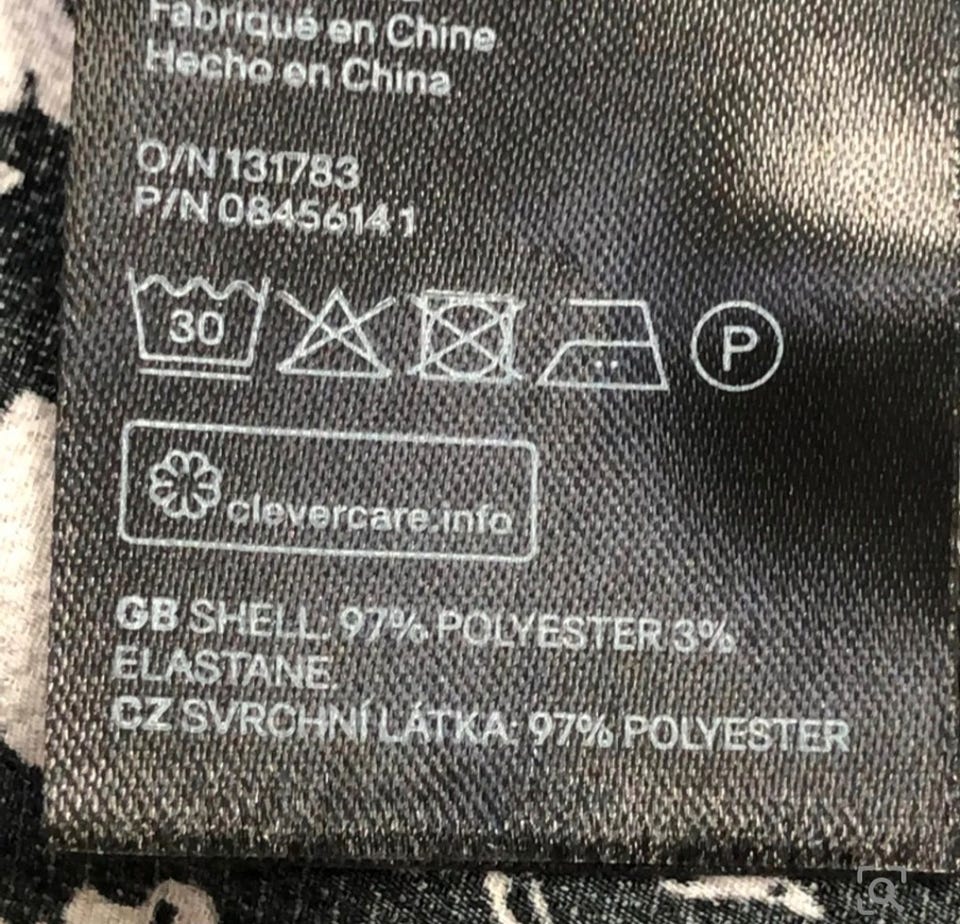 Fabriqué en Chine
Hecho en China
O/N 131783
P/N 08456141
30
P
clevercare.info
GB SHELL: 97% POLYESTER 3%
ELASTANE.
CZ SVRCHNÍ LÁTKA: 97% POLYESTER